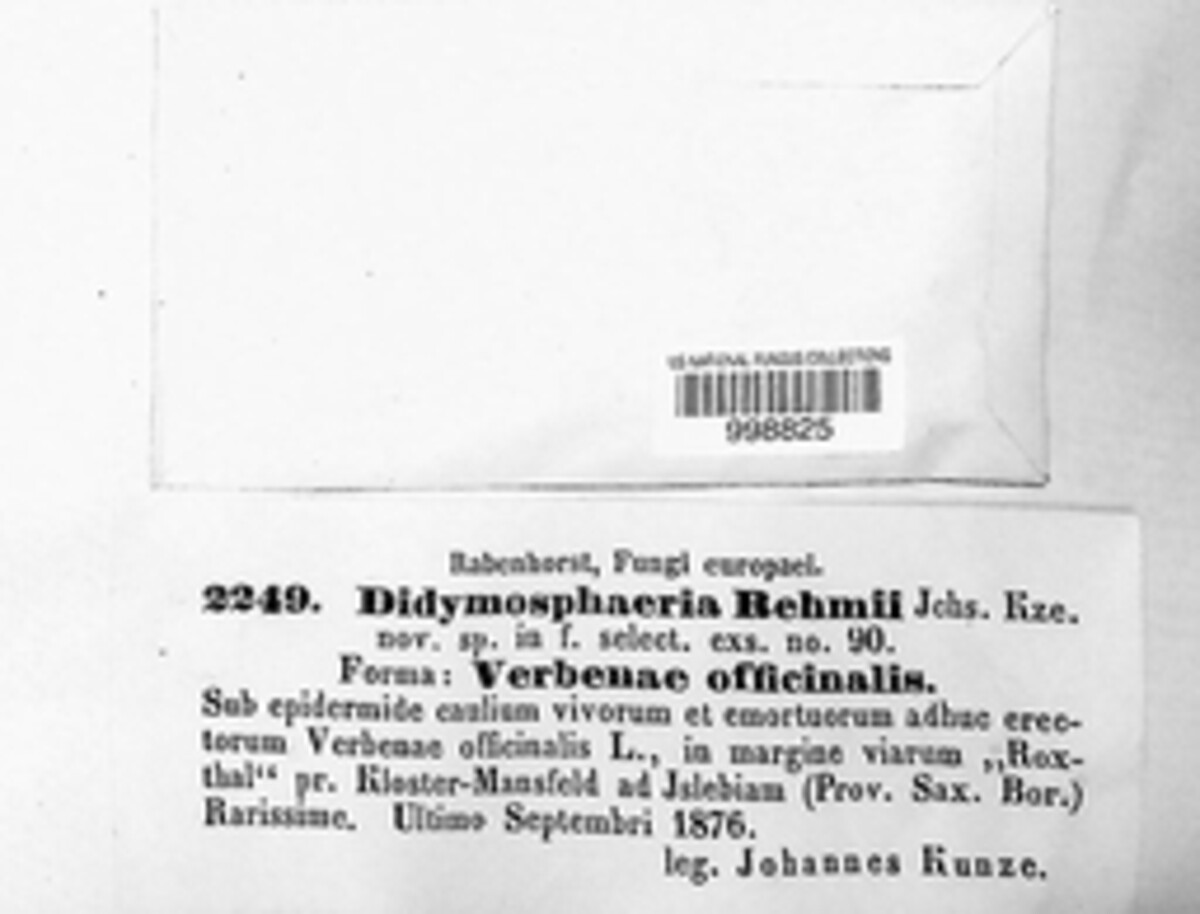 US NATIONAL FUNGUS COLLECTIONS
998825
Rabenhorst, Fungi europaei.
2249. Didymosphaeria Rehmii Jchs. Kze.
nov. sp. in f. select. exs. no. 90.
Forma: Verbenae officinalis.
Sub epidermide caulium vivorum et emortuorum adhuc erec-
torum Verbenae officinalis L., in margine viarum „Rox-
thal“ pr. Kloster-Mansfeld ad Jslebiam (Prov. Sax. Bor.)
Rarissime. Ultimo Septembri 1876.
leg. Johannes Kunze.